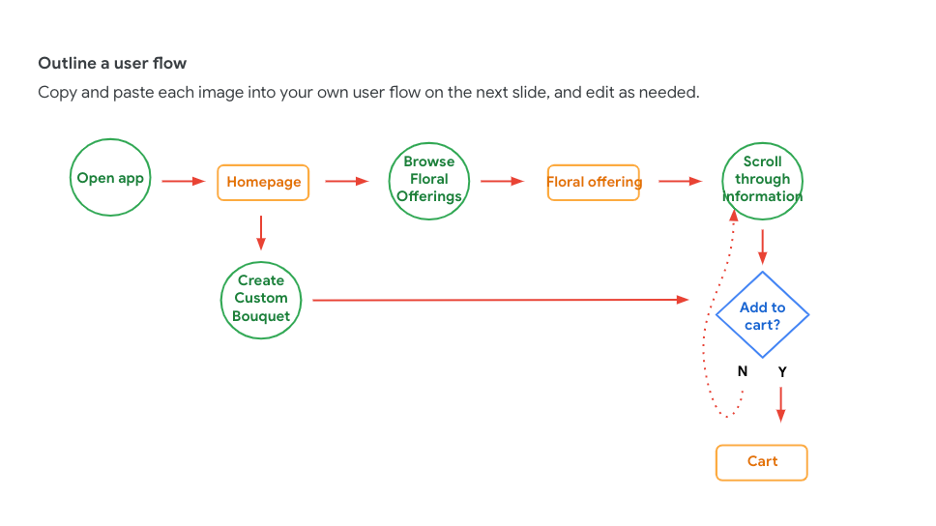 Outline a user flow
Copy and paste each image into your own user flow on the next slide, and edit as needed.
Open app
Homepage
Browse
Floral
Offerings
Floral offering
Scroll
through
information
Create
Custom
Bouquet
Add to
cart?
N
Y
Cart